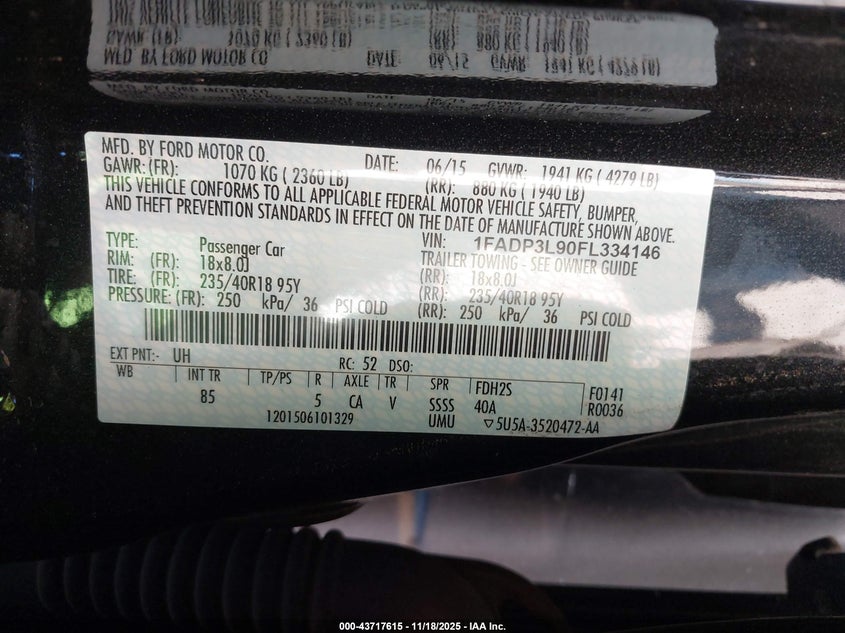 MFD. BY FORD MOTOR CO. DATE: 06/15 GVWR: 1941 KG ( 4279 LB)
GAWR: (FR): 1070 KG ( 2360 LB) (RR): 880 KG ( 1940 LB)
THIS VEHICLE CONFORMS TO ALL APPLICABLE FEDERAL MOTOR VEHICLE SAFETY, BUMPER,
AND THEFT PREVENTION STANDARDS IN EFFECT ON THE DATE OF MANUFACTURE SHOWN ABOVE.
VIN: 1FADP3L90FL334146
TYPE: Passenger Car TRAILER TOWING - SEE OWNER GUIDE
RIM: (FR): 18x8.0J (RR): 18x8.0J
TIRE: (FR): 235/40R18 95Y (RR): 235/40R18 95Y
PRESSURE: (FR): 250 kPa/ 36 PSI COLD (RR): 250 kPa/ 36 PSI COLD
EXT PNT:- UH RC: 52 DSO:
WB INT TR TP/PS R AXLE TR SPR FDH2S F0141
85 5 CA V SSSS 40A R0036
1201506101329 UMU ▽5U5A-3520472-AA
000-43717615 - 11/18/2025 - IAA Inc.